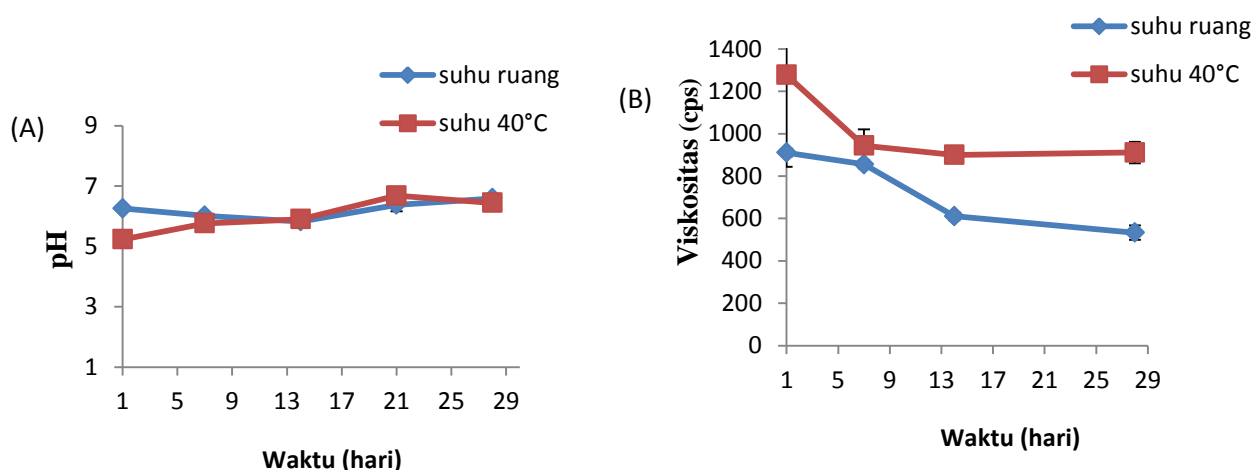 (A)
suhu ruang
suhu 40°C
9
7
5
3
1
pH
1 5 9 13 17 21 25 29
Waktu (hari)
(B)
suhu ruang
suhu 40°C
1400
1200
1000
800
600
400
200
0
Viskositas (cps)
1 5 9 13 17 21 25 29
Waktu (hari)